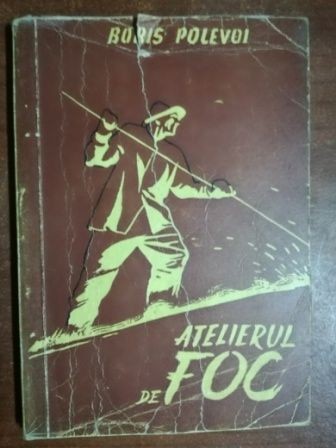 BORIS POLEVOI
ATELIERUL
DE FOC